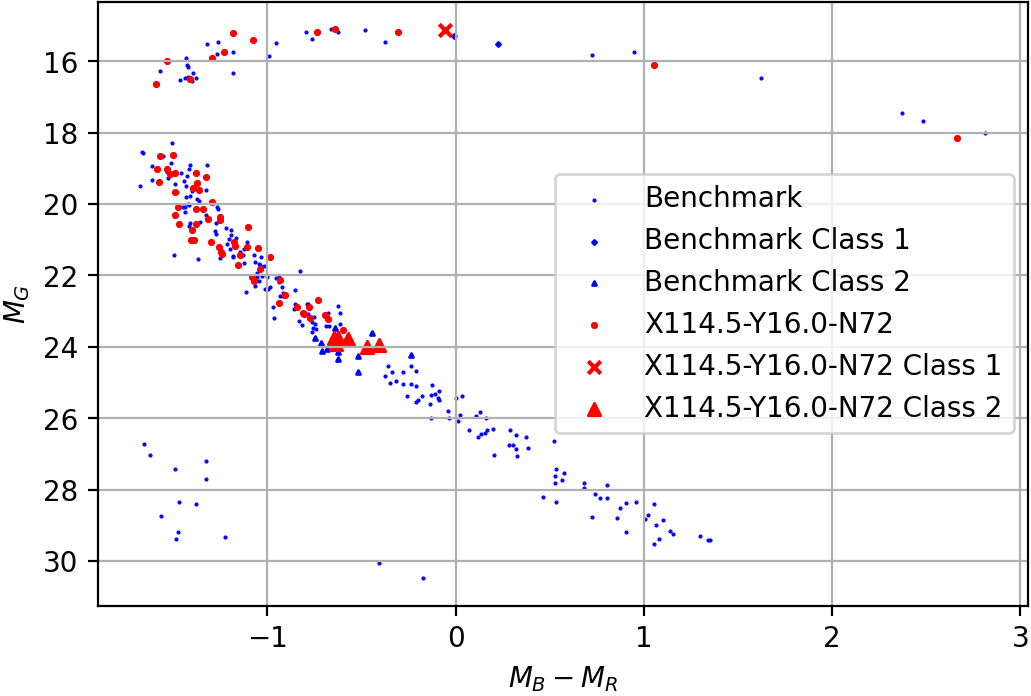 16
18
20
22
24
26
28
30
M_G
Benchmark
Benchmark Class 1
Benchmark Class 2
X114.5-Y16.0-N72
X114.5-Y16.0-N72 Class 1
X114.5-Y16.0-N72 Class 2
−1
0
1
2
3
M_B − M_R